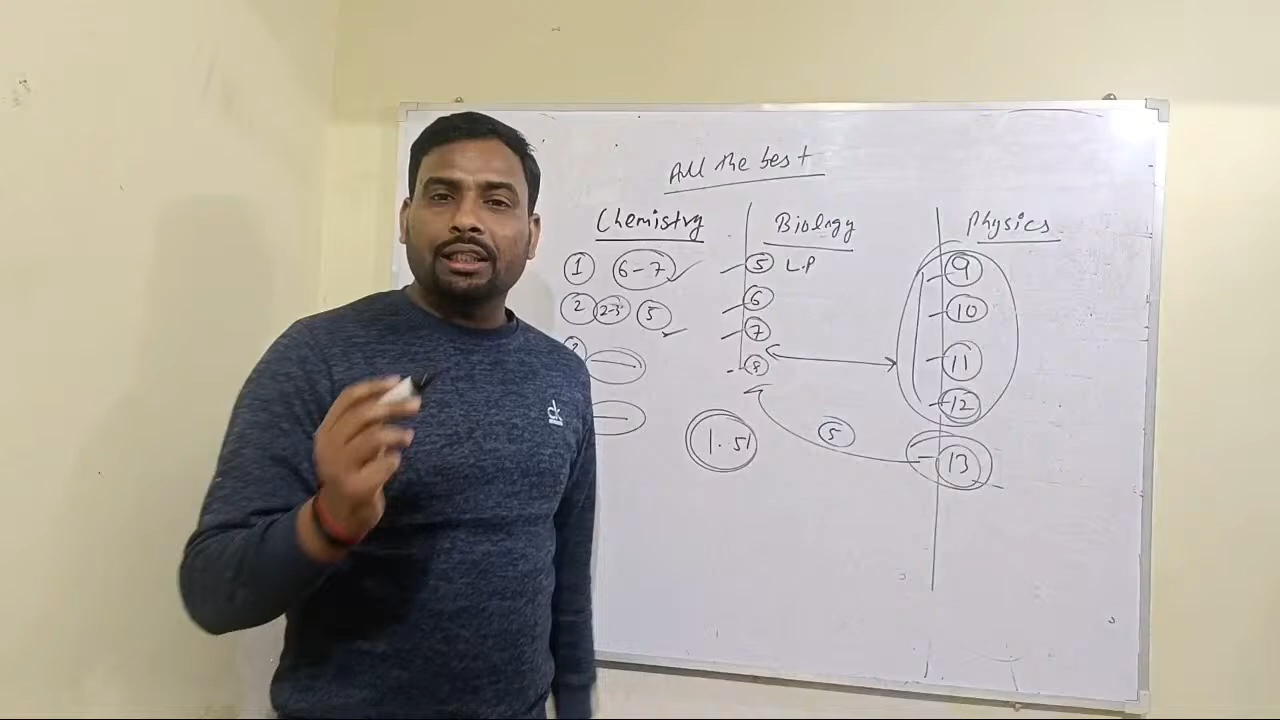 All the best
Chemistry Biology Physics
1 6-7 5 L.P 9
2 2-3 5 6 10
3 7 11
8 12
1.51 5 13
ck